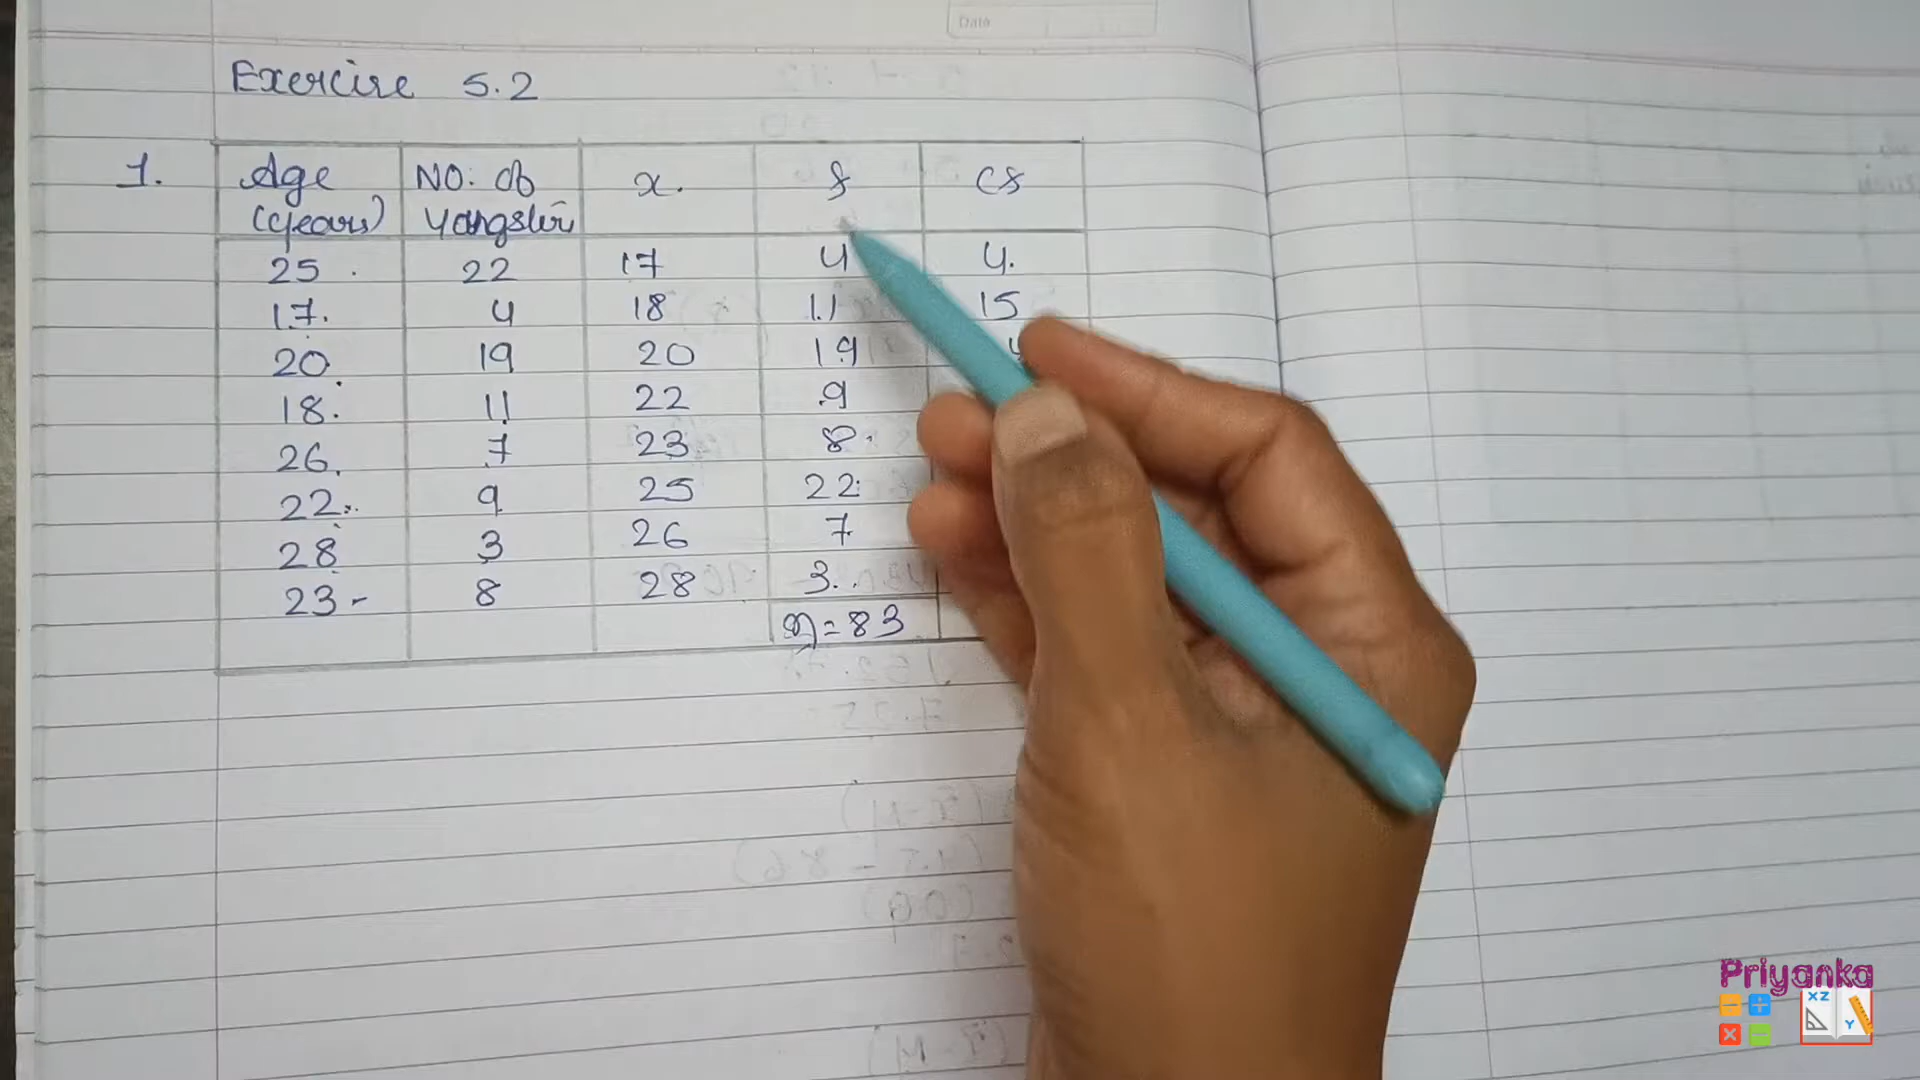 Date
Exercise 5.2
1. Age (years) NO: of Yangster x. f cf
25 22 17 4 4.
17. 4 18 11 15
20 19 20 19
18. 11 22 9
26. 7 23 8
22 9 25 22
28 3 26 7
23 - 8 28 3.
n = 83
Priyanka
XZ
Y